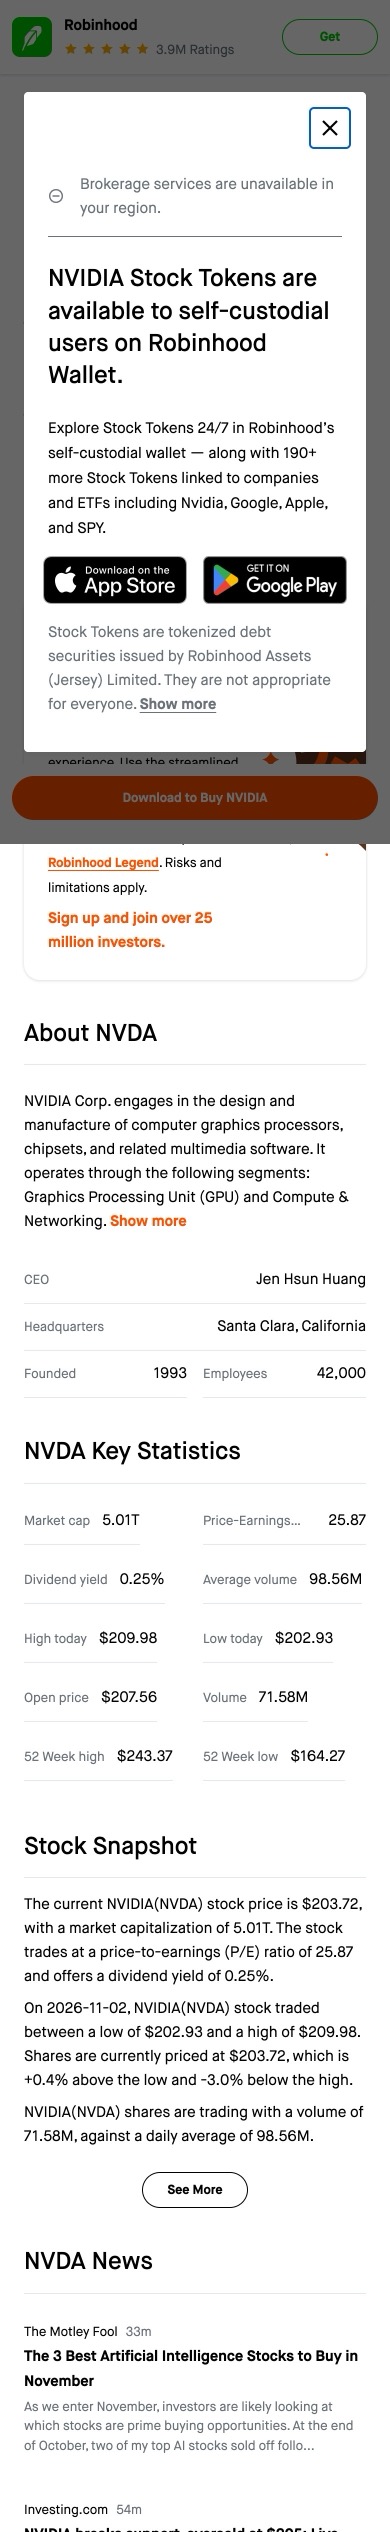 Robinhood
3.9M Ratings
Get
Brokerage services are unavailable in
your region.
NVIDIA Stock Tokens are
available to self-custodial
users on Robinhood
Wallet.
Explore Stock Tokens 24/7 in Robinhood's
self-custodial wallet — along with 190+
more Stock Tokens linked to companies
and ETFs including Nvidia, Google, Apple,
and SPY.
Download on the
App Store
GET IT ON
Google Play
Stock Tokens are tokenized debt
securities issued by Robinhood Assets
(Jersey) Limited. They are not appropriate
for everyone. Show more
experience. Use the streamlined
Download to Buy NVIDIA
Robinhood Legend. Risks and
limitations apply.
Sign up and join over 25
million investors.
About NVDA
NVIDIA Corp. engages in the design and
manufacture of computer graphics processors,
chipsets, and related multimedia software. It
operates through the following segments:
Graphics Processing Unit (GPU) and Compute &
Networking. Show more
CEO Jen Hsun Huang
Headquarters Santa Clara, California
Founded 1993 Employees 42,000
NVDA Key Statistics
Market cap 5.01T Price-Earnings... 25.87
Dividend yield 0.25% Average volume 98.56M
High today $209.98 Low today $202.93
Open price $207.56 Volume 71.58M
52 Week high $243.37 52 Week low $164.27
Stock Snapshot
The current NVIDIA(NVDA) stock price is $203.72,
with a market capitalization of 5.01T. The stock
trades at a price-to-earnings (P/E) ratio of 25.87
and offers a dividend yield of 0.25%.
On 2026-11-02, NVIDIA(NVDA) stock traded
between a low of $202.93 and a high of $209.98.
Shares are currently priced at $203.72, which is
+0.4% above the low and -3.0% below the high.
NVIDIA(NVDA) shares are trading with a volume of
71.58M, against a daily average of 98.56M.
See More
NVDA News
The Motley Fool 33m
The 3 Best Artificial Intelligence Stocks to Buy in
November
As we enter November, investors are likely looking at
which stocks are prime buying opportunities. At the end
of October, two of my top AI stocks sold off follo...
Investing.com 54m
NVIDIA breaks support, oversold at $205: Live